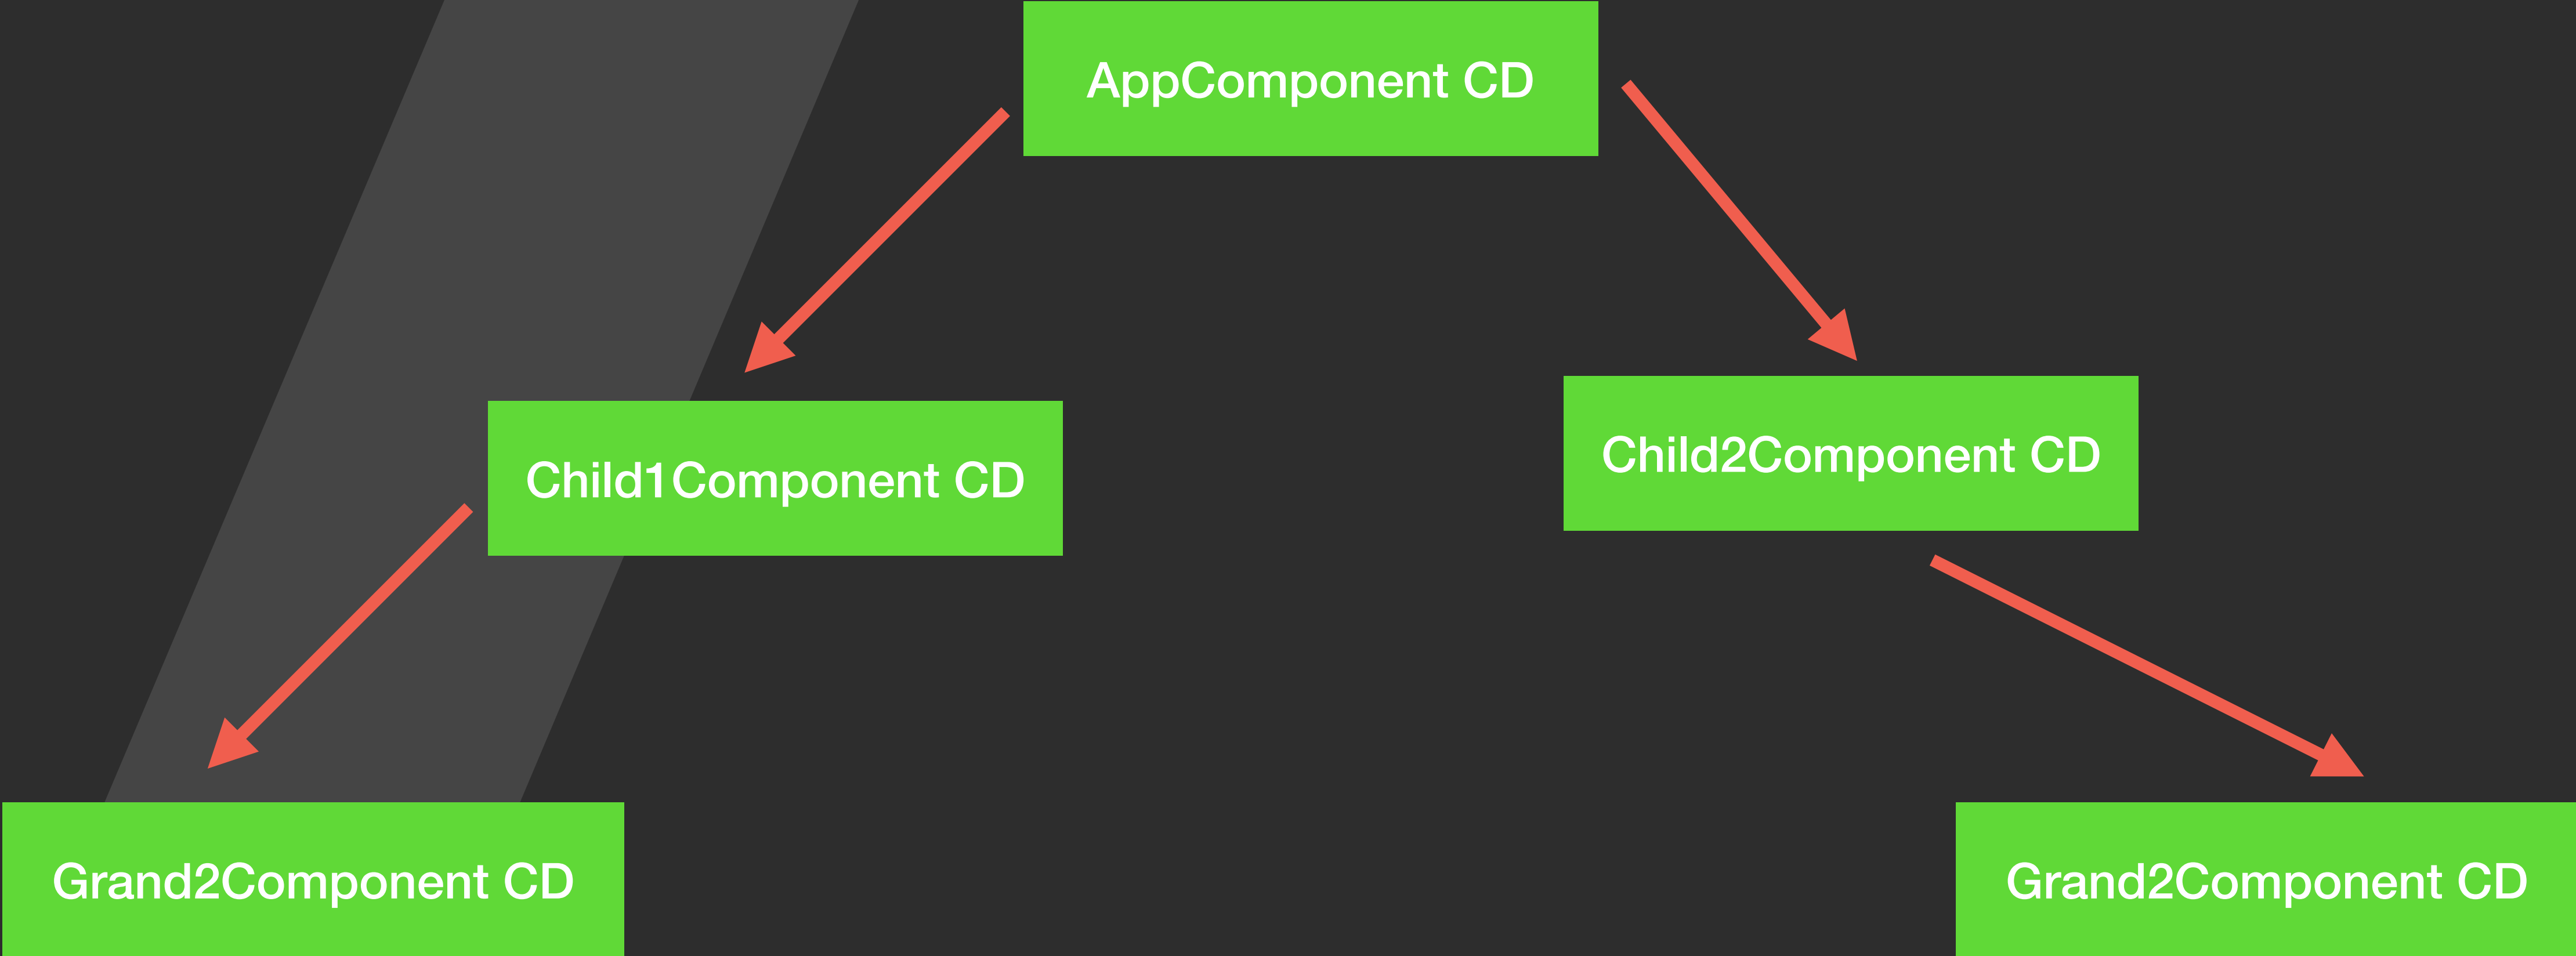 AppComponent CD
Child1Component CD
Child2Component CD
Grand2Component CD
Grand2Component CD